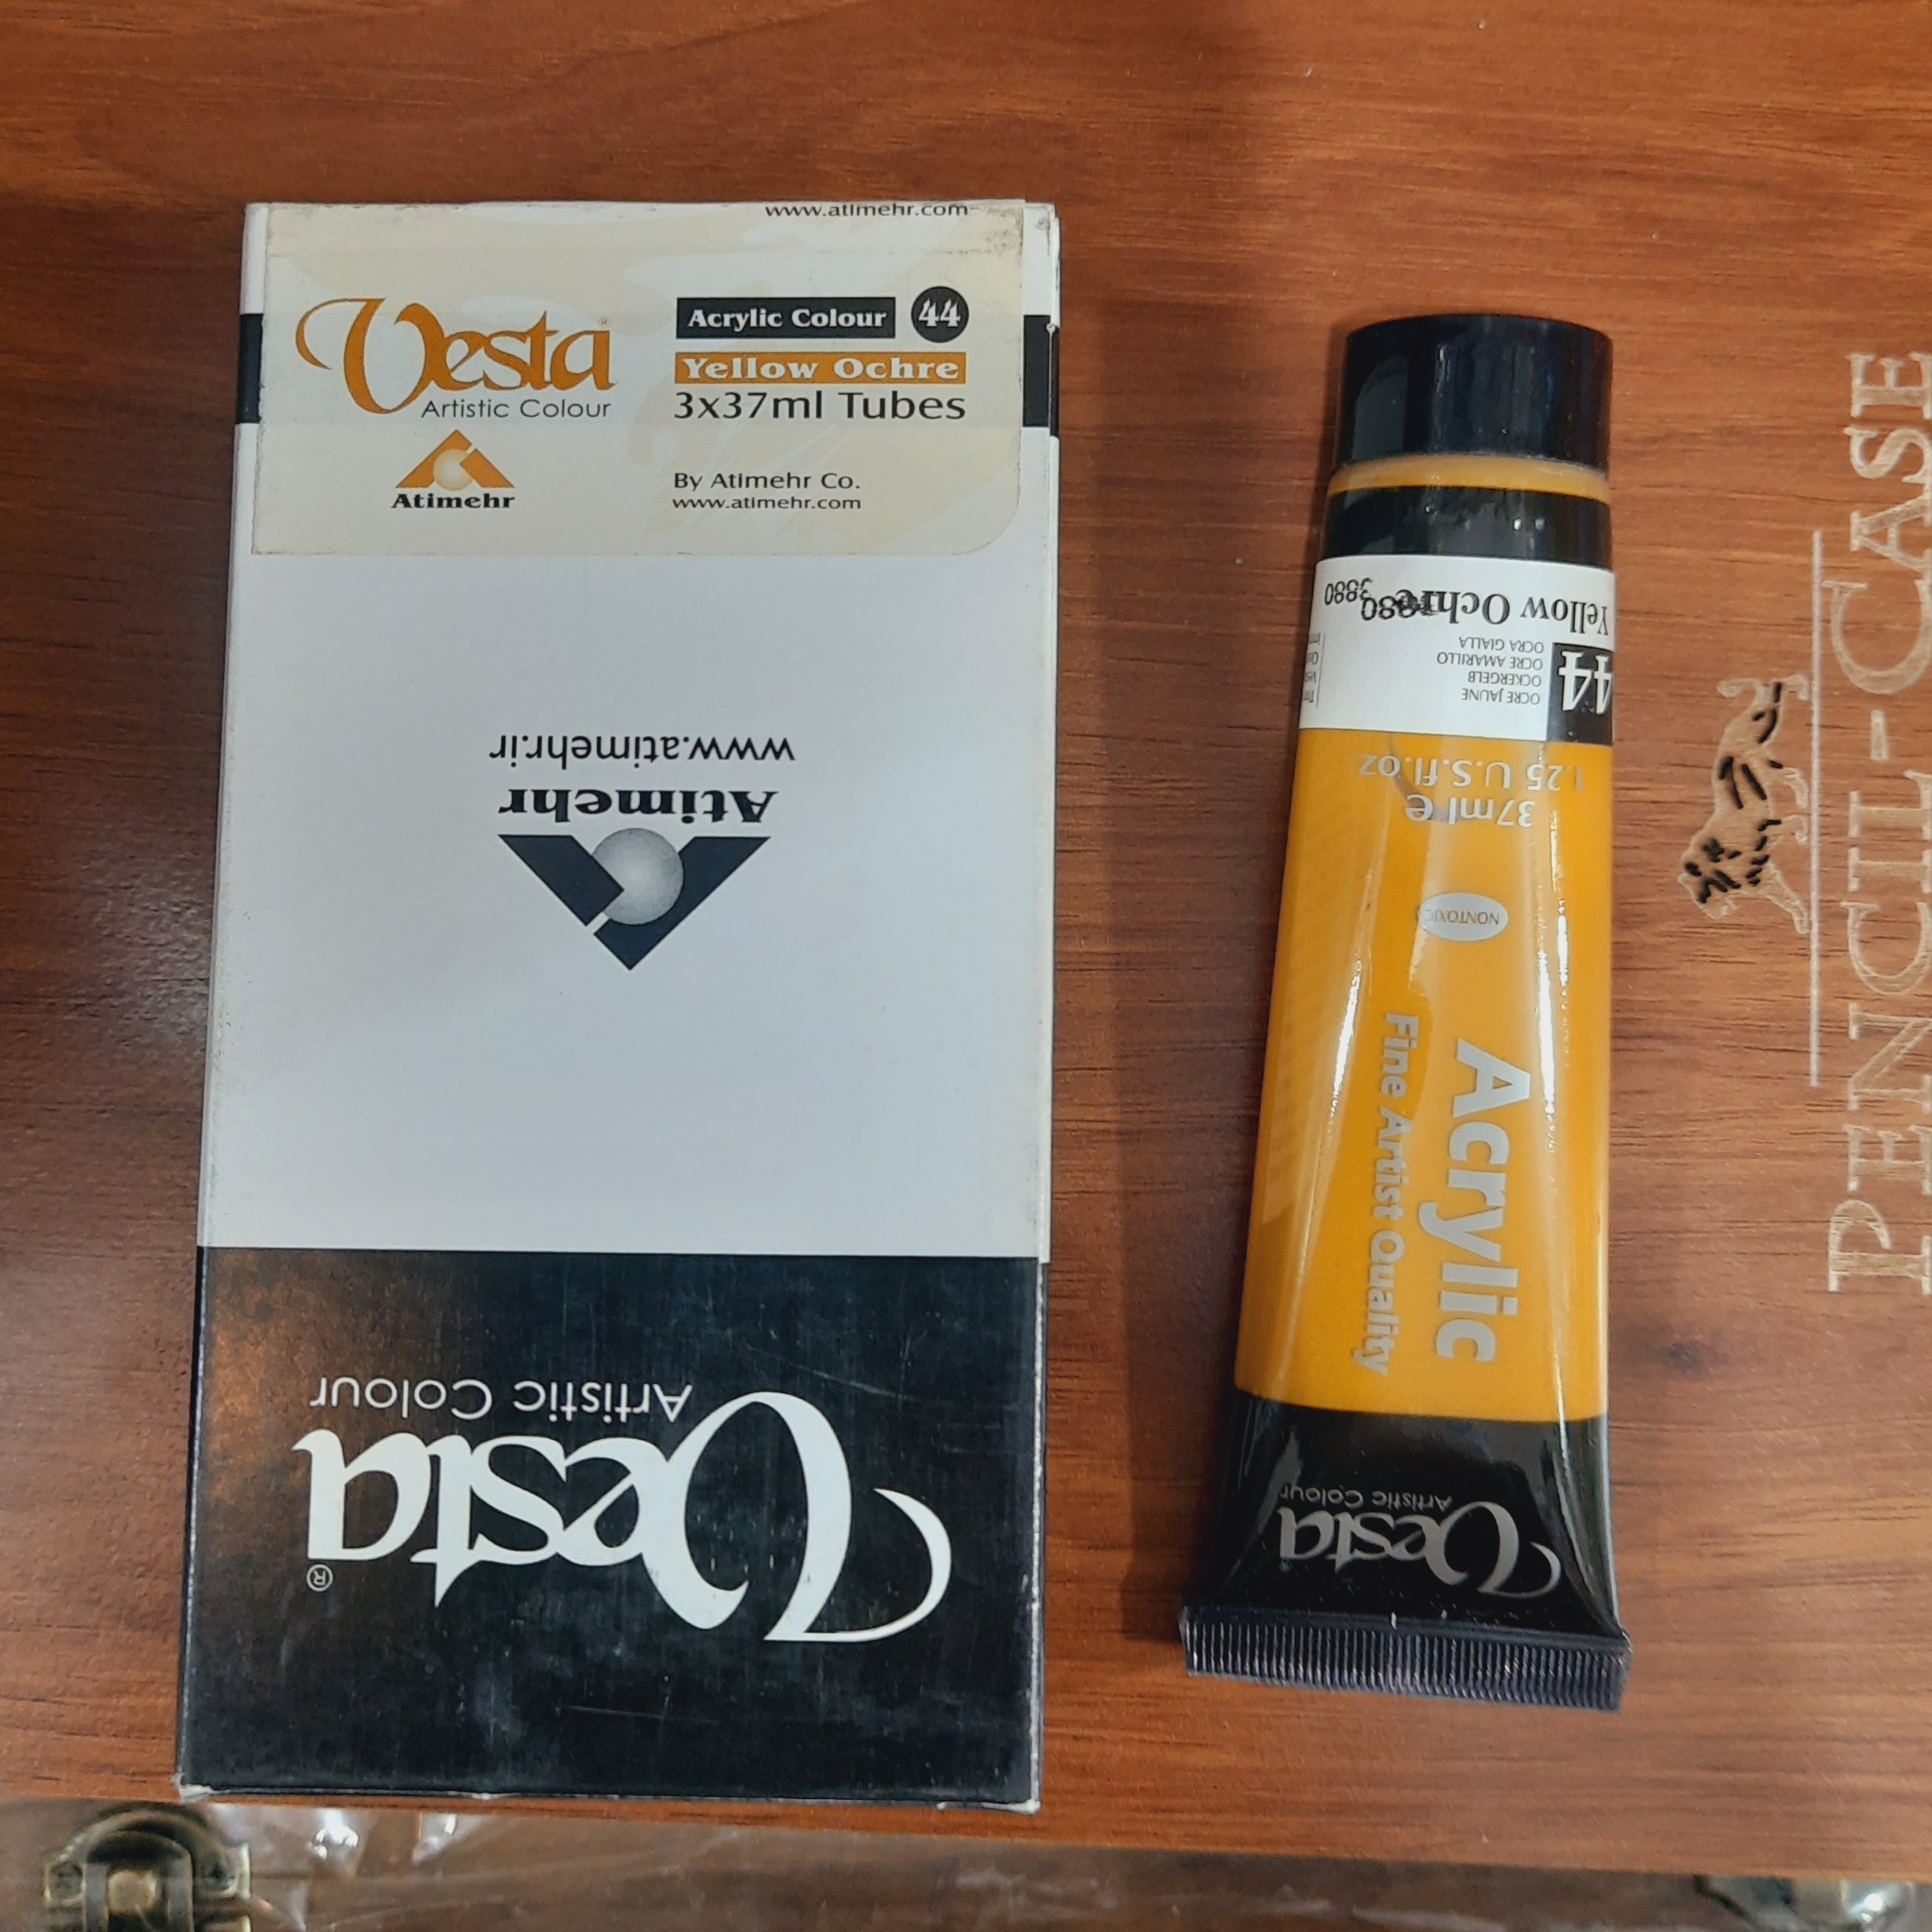 www.atimehr.com
Vesta®
Artistic Colour
Atimehr
Acrylic Colour 44
Yellow Ochre
3x37ml Tubes
By Atimehr Co.
www.atimehr.com
Vesta®
Artistic Colour
Atimehr
www.atimehr.ir
Vesta
Artistic Colour
Acrylic
Fine Artist Quality
NONTOXIC
37ml e
1.25 U.S.fl.oz
44
OCRE JAUNE
OCKERGELB
OCRE AMARILLO
OCRA GIALLA
Yellow Ochre
3880
PENCIL-CASE